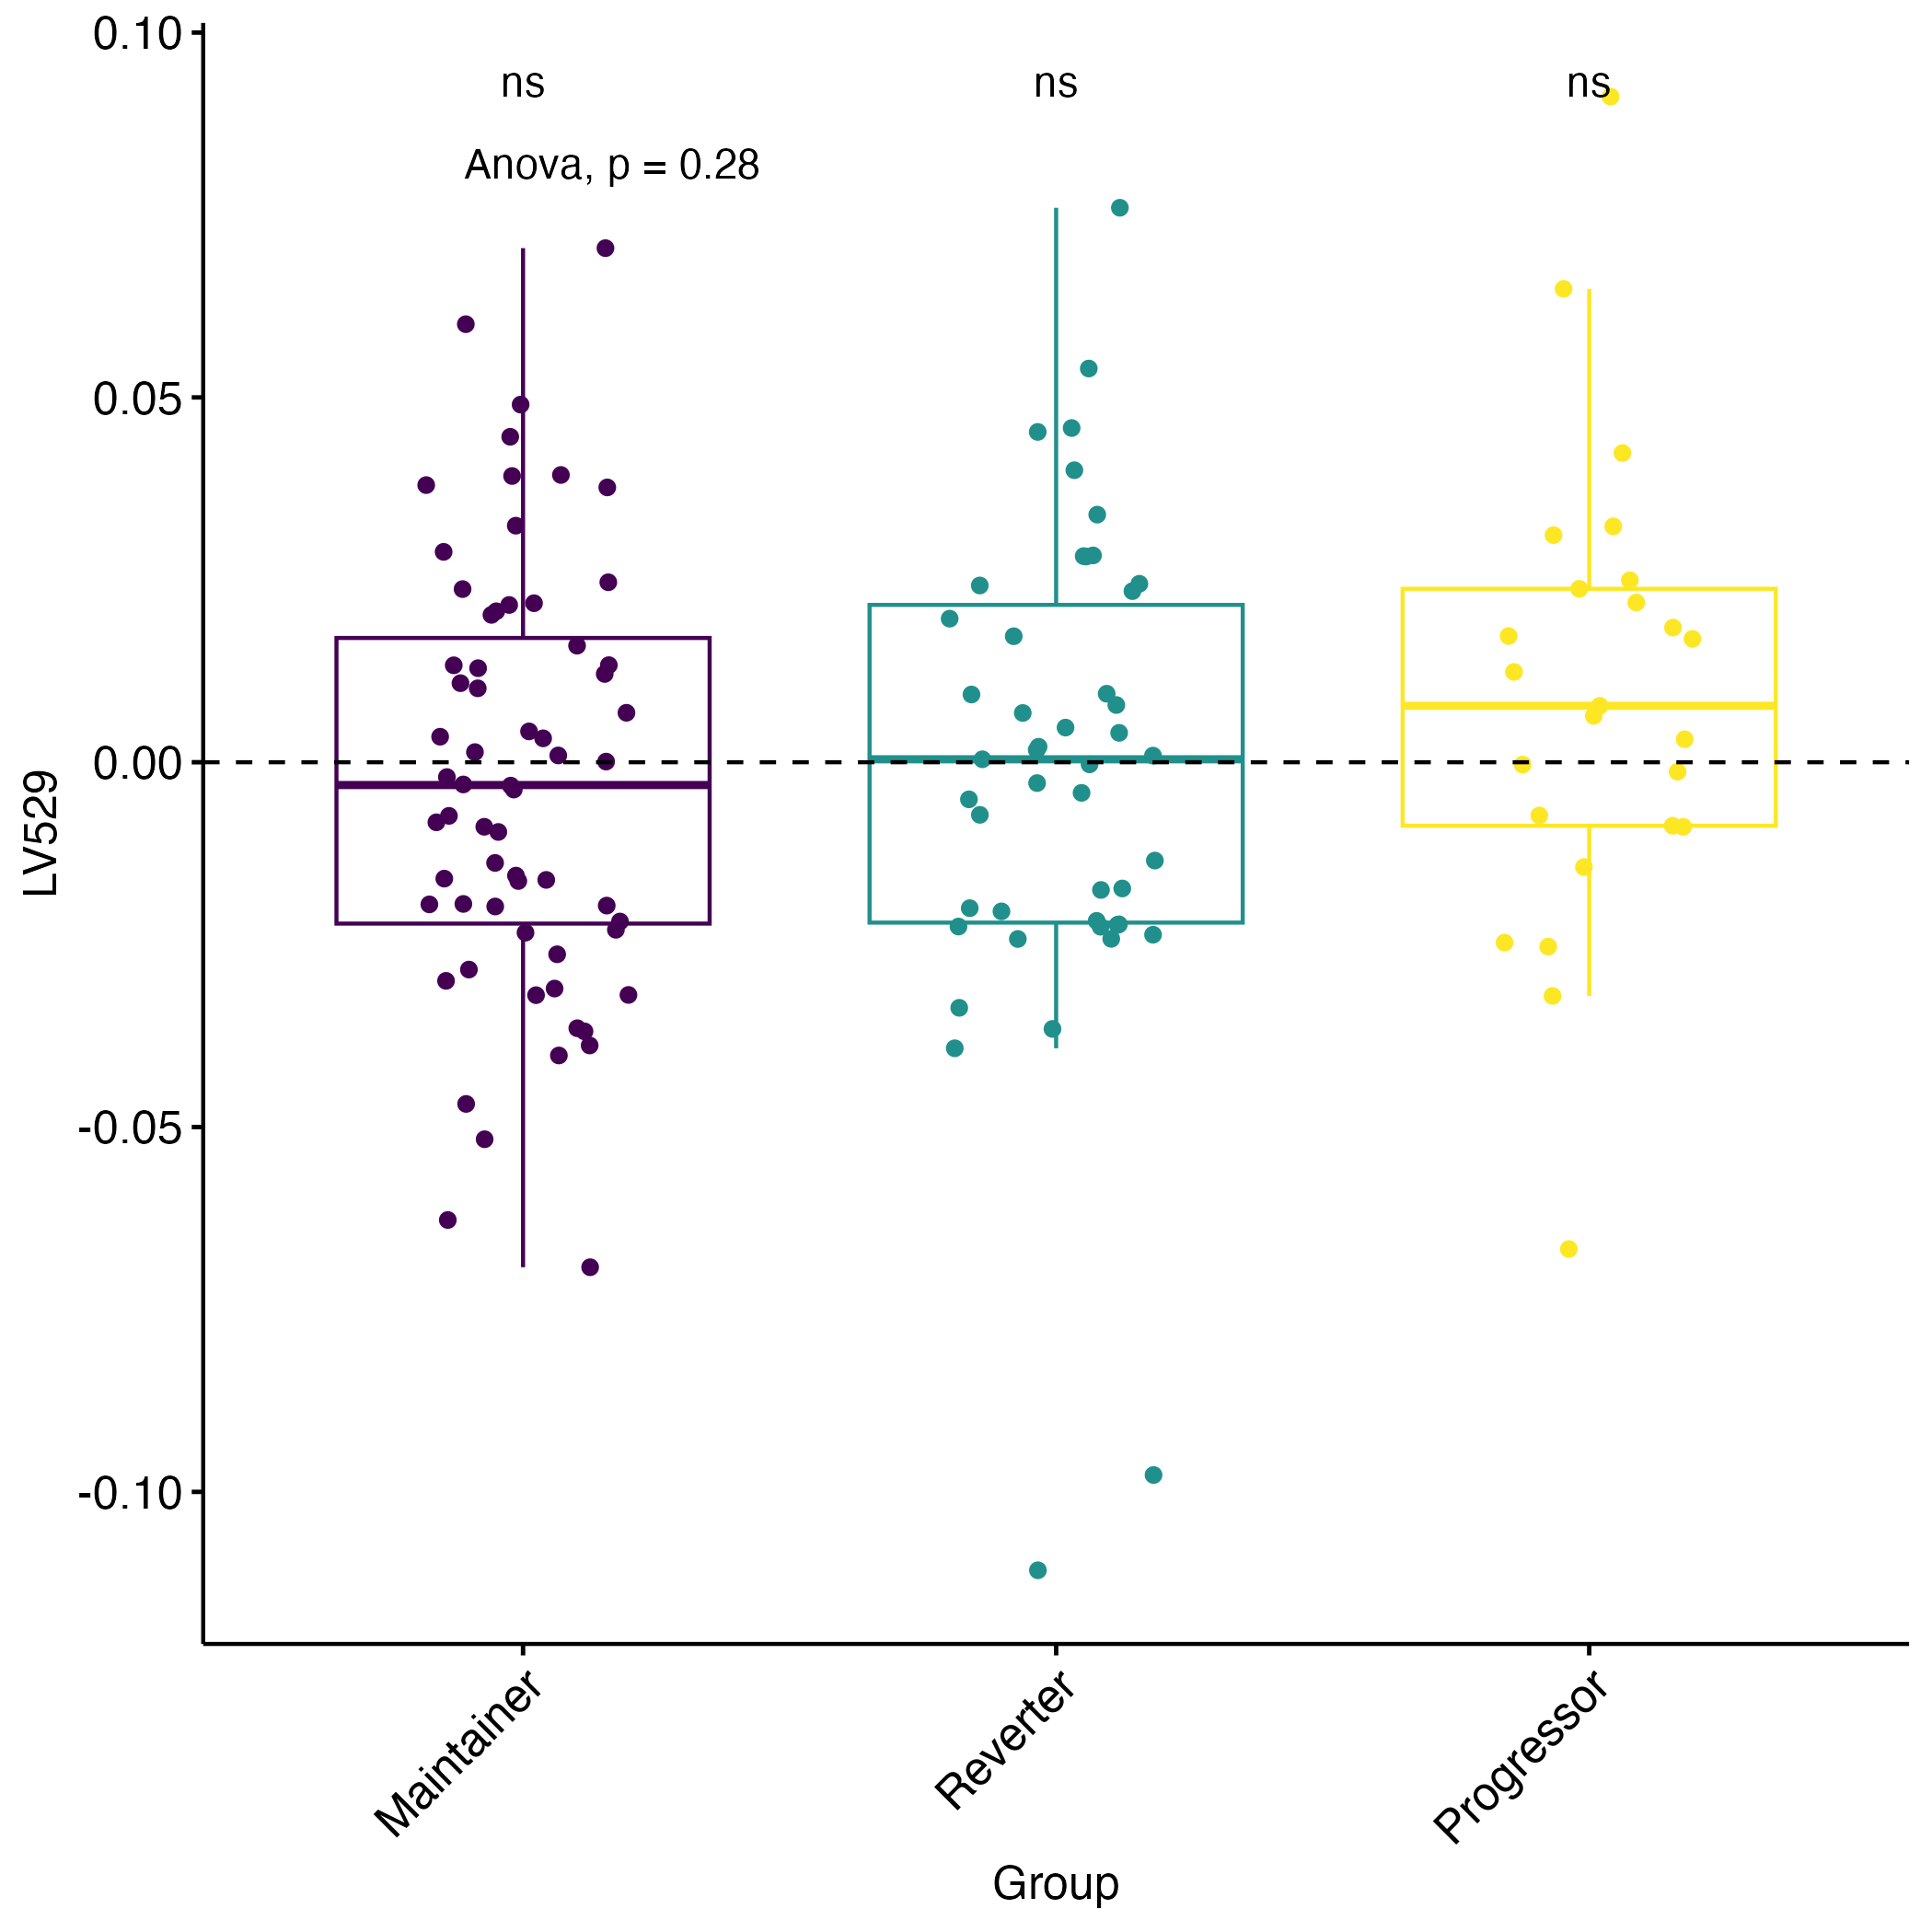 0.10
ns ns ns
Anova, p = 0.28
0.05
0.00
LV529
-0.05
-0.10
Maintainer Reverter Progressor
Group